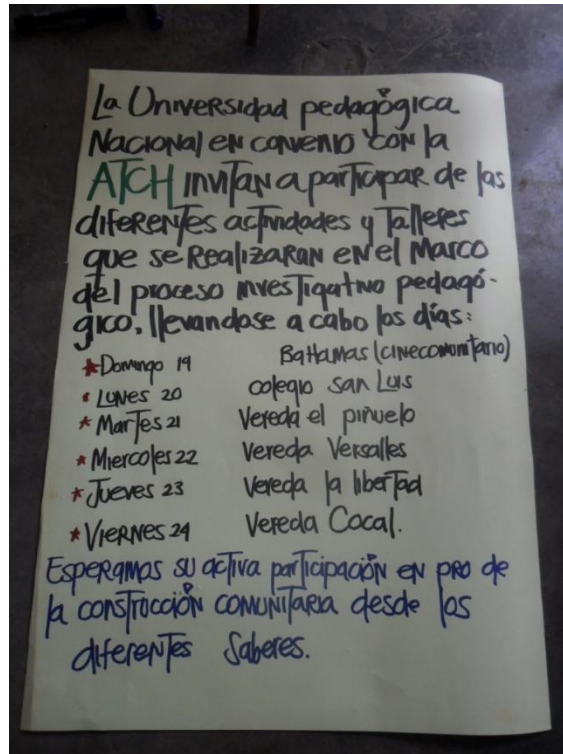 La Universidad pedagógica
Nacional en convenio con la
ATCH invitan a participar de las
diferentes actividades y Talleres
que se Realizaran en el Marco
del proceso investigativo pedagó-
gico, llevandose a cabo los días:
* Domingo 19 Bahamas (cinecomunitario)
* Lunes 20 colegio san Luis
* Martes 21 Vereda el piñuelo
* Miercoles 22 Vereda Versalles
* Jueves 23 Vereda la libertad
* Viernes 24 Vereda Cocal.
Esperamos su activa participación en pro de
la construcción comunitaria desde los
diferentes Saberes.